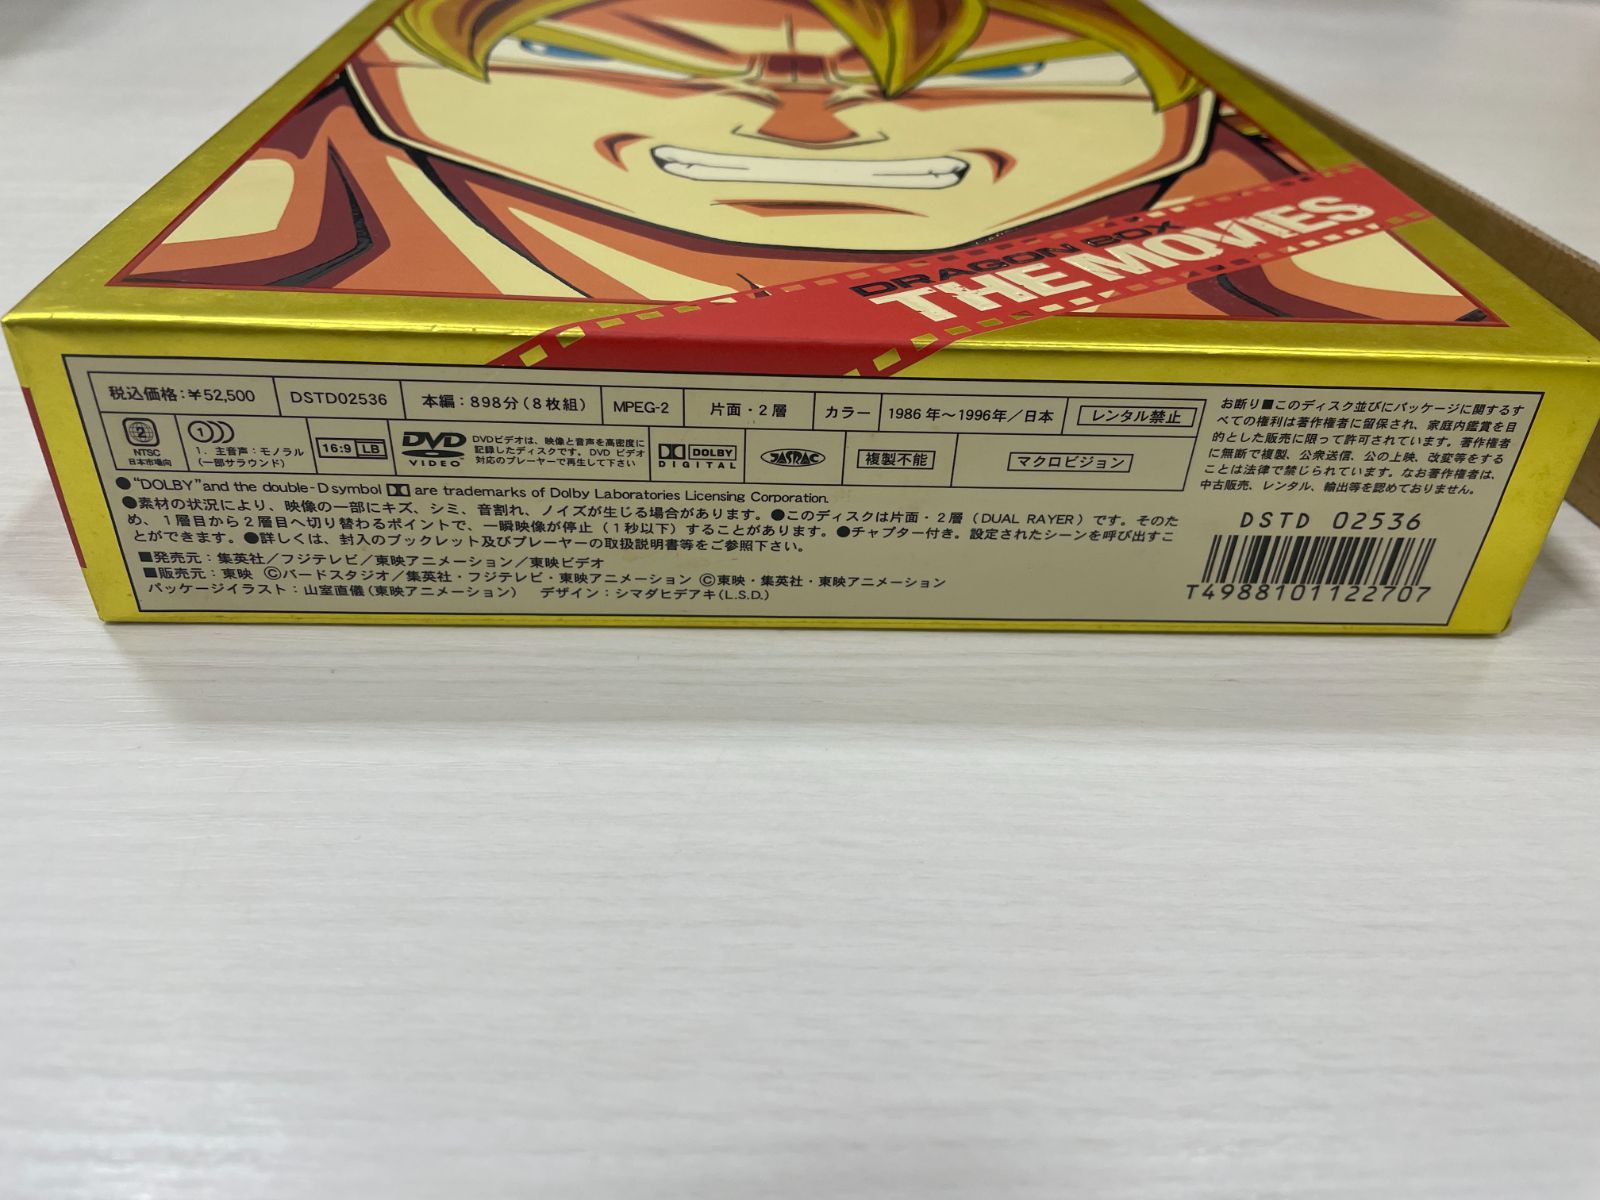 DRAGON BOX
THE MOVIES
税込価格:¥52,500 DSTD02536 本編:898分(8枚組) MPEG-2 片面・2層 カラー 1986年〜1996年/日本 レンタル禁止
2
NTSC
日本市場向
1
1. 主音声:モノラル
(一部サラウンド)
16:9 LB
DVD
VIDEO
DVDビデオは、映像と音声を高密度に
記録したディスクです。DVD ビデオ
対応のプレーヤーで再生して下さい
DOLBY
DIGITAL
JASRAC
複製不能
マクロビジョン
お断り■このディスク並びにパッケージに関するす
べての権利は著作権者に留保され、家庭内鑑賞を目
的とした販売に限って許可されています。著作権者
に無断で複製、公衆送信、公の上映、改変等をする
ことは法律で禁じられています。なお著作権者は、
中古販売、レンタル、輸出等を認めておりません。
●"DOLBY"and the double-D symbol are trademarks of Dolby Laboratories Licensing Corporation.
●素材の状況により、映像の一部にキズ、シミ、音割れ、ノイズが生じる場合があります。●このディスクは片面・2層(DUAL RAYER)です。そのた
め、1層目から2層目へ切り替わるポイントで、一瞬映像が停止(1秒以下)することがあります。●チャプター付き。設定されたシーンを呼び出すこ
とができます。●詳しくは、封入のブックレット及びプレーヤーの取扱説明書等をご参照下さい。
■発売元:集英社/フジテレビ/東映アニメーション/東映ビデオ
■販売元:東映 ©バードスタジオ/集英社・フジテレビ・東映アニメーション ©東映・集英社・東映アニメーション
パッケージイラスト:山室直儀(東映アニメーション) デザイン:シマダヒデアキ(L.S.D.)
DSTD 02536
T4988101122707